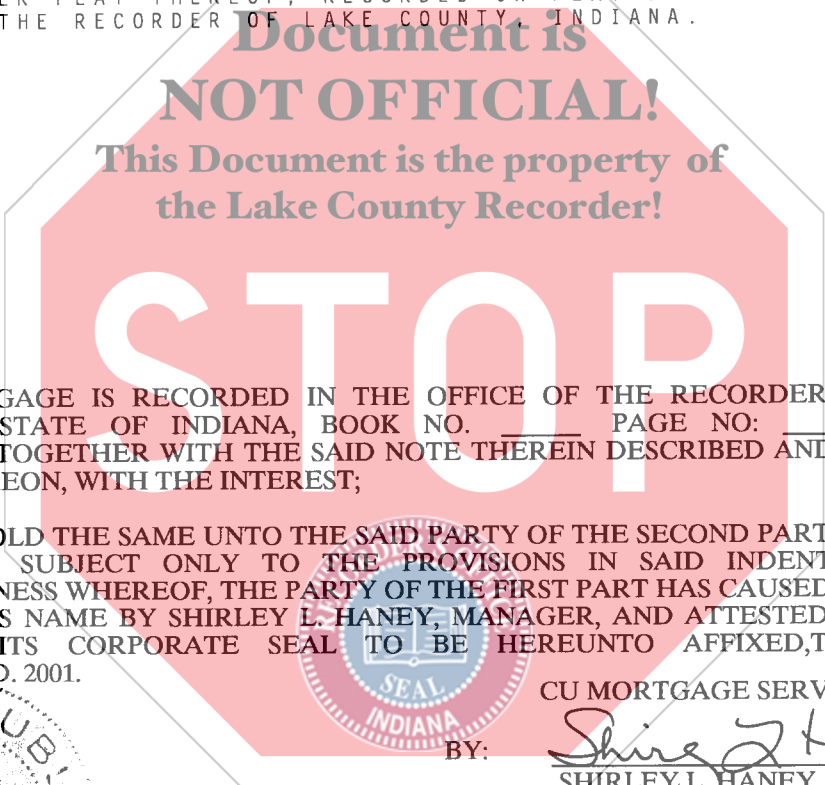 THE RECORDER OF LAKE COUNTY, INDIANA.
Document is
NOT OFFICIAL!
This Document is the property of
the Lake County Recorder!
STOP
GAGE IS RECORDED IN THE OFFICE OF THE RECORDER
STATE OF INDIANA, BOOK NO. ______ PAGE NO: ___
TOGETHER WITH THE SAID NOTE THEREIN DESCRIBED AND
EON, WITH THE INTEREST;
OLD THE SAME UNTO THE SAID PARTY OF THE SECOND PART
SUBJECT ONLY TO THE PROVISIONS IN SAID INDENT
NESS WHEREOF, THE PARTY OF THE FIRST PART HAS CAUSED
S NAME BY SHIRLEY L. HANEY, MANAGER, AND ATTESTED
ITS CORPORATE SEAL TO BE HEREUNTO AFFIXED,T
D. 2001.
RECORDER'S OFFICE
SEAL
INDIANA
CU MORTGAGE SERV
UB
BY:
SHIRLEY L. HANEY